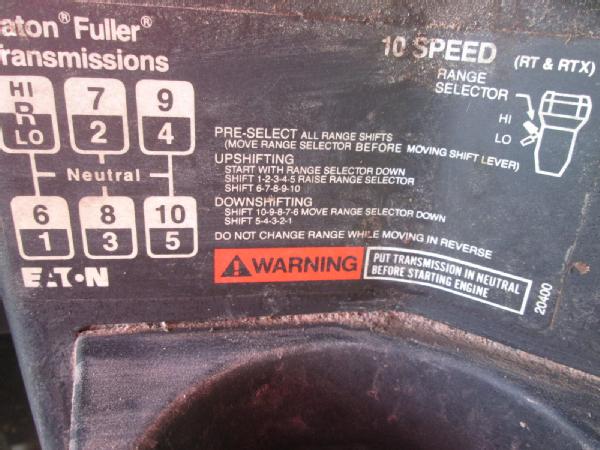 aton® Fuller®
ransmissions
HI 7 9
R
LO 2 4
Neutral
6 8 10
1 3 5
EATON
10 SPEED (RT & RTX)
RANGE
SELECTOR
HI
LO
PRE-SELECT ALL RANGE SHIFTS
(MOVE RANGE SELECTOR BEFORE MOVING SHIFT LEVER)
UPSHIFTING
START WITH RANGE SELECTOR DOWN
SHIFT 1-2-3-4-5 RAISE RANGE SELECTOR
SHIFT 6-7-8-9-10
DOWNSHIFTING
SHIFT 10-9-8-7-6 MOVE RANGE SELECTOR DOWN
SHIFT 5-4-3-2-1
DO NOT CHANGE RANGE WHILE MOVING IN REVERSE
WARNING
PUT TRANSMISSION IN NEUTRAL
BEFORE STARTING ENGINE
20400